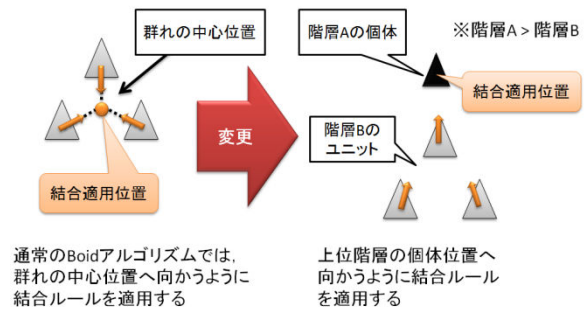 群れの中心位置
結合適用位置
通常のBoidアルゴリズムでは,
群れの中心位置へ向かうように
結合ルールを適用する
変更
階層Aの個体
※階層A > 階層B
結合適用位置
階層Bの
ユニット
上位階層の個体位置へ
向かうように結合ルール
を適用する